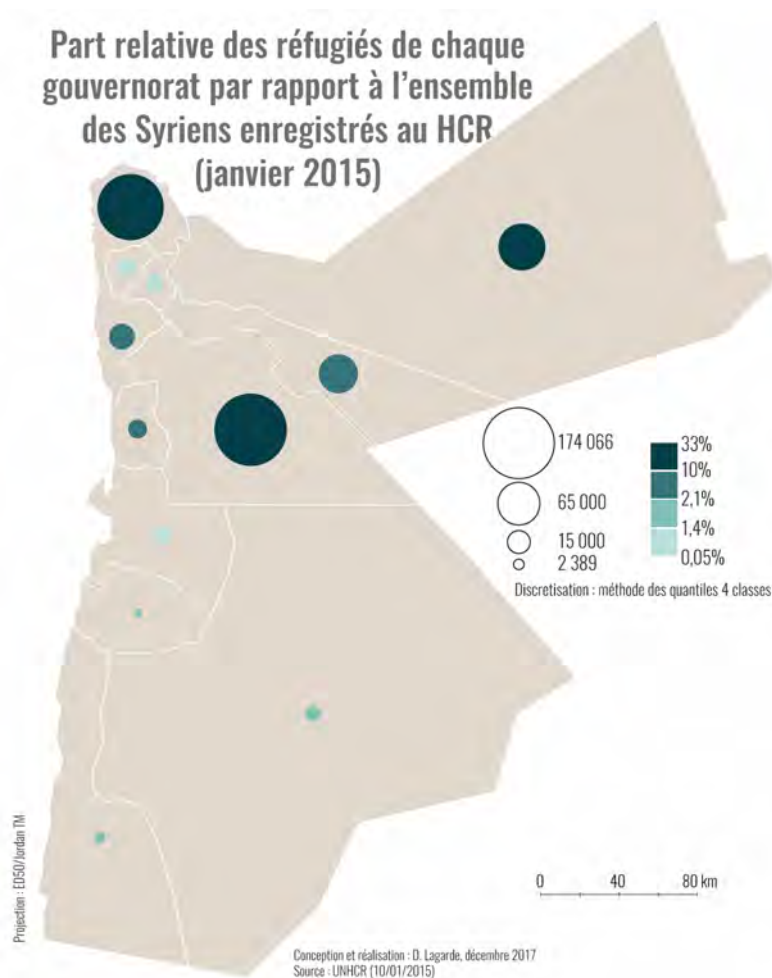 Part relative des réfugiés de chaque
gouvernorat par rapport à l'ensemble
des Syriens enregistrés au HCR
(janvier 2015)
174 066
65 000
15 000
2 389
33%
10%
2,1%
1,4%
0,05%
Discretisation : méthode des quantiles 4 classes
Projection : ED50/Jordan TM
0 40 80 km
Conception et réalisation : D. Lagarde, décembre 2017
Source : UNHCR (10/01/2015)